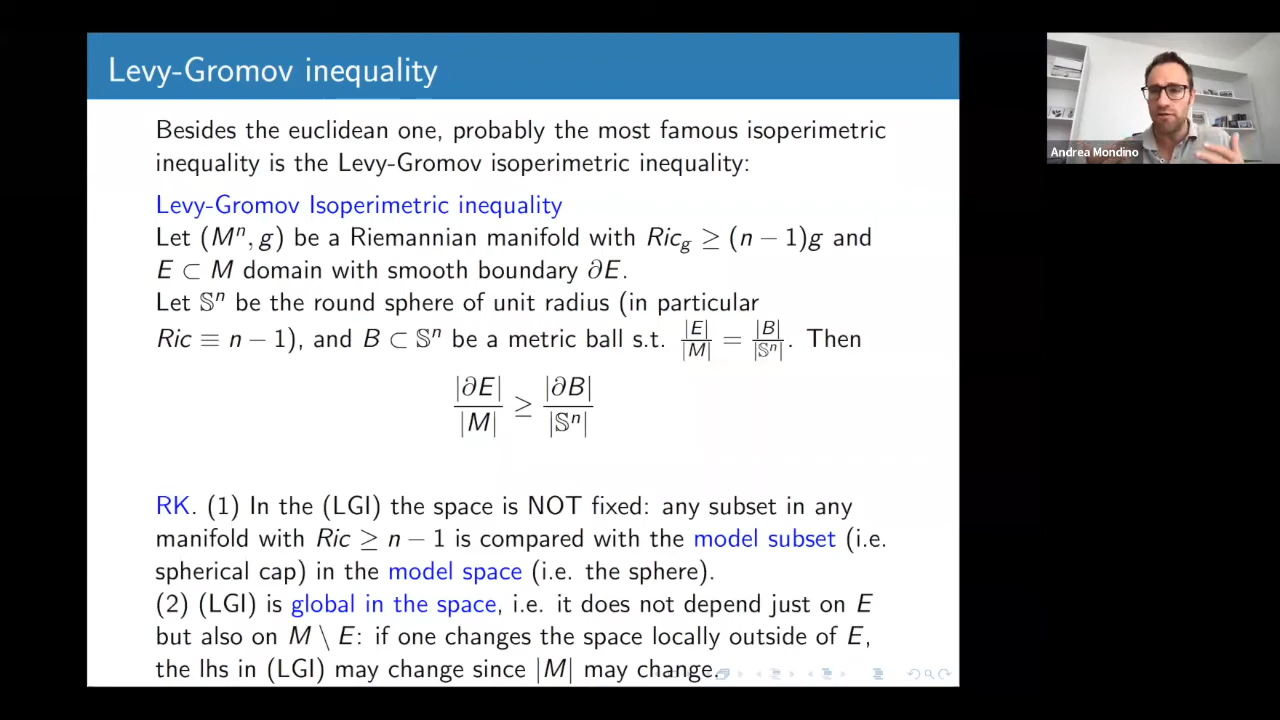 Levy-Gromov inequality
Besides the euclidean one, probably the most famous isoperimetric
inequality is the Levy-Gromov isoperimetric inequality:
Levy-Gromov Isoperimetric inequality
Let (Mⁿ, g) be a Riemannian manifold with Ric_g ≥ (n − 1)g and
E ⊂ M domain with smooth boundary ∂E.
Let 𝕊ⁿ be the round sphere of unit radius (in particular
Ric ≡ n − 1), and B ⊂ 𝕊ⁿ be a metric ball s.t. |E|/|M| = |B|/|𝕊ⁿ|. Then
|∂E|/|M| ≥ |∂B|/|𝕊ⁿ|
RK. (1) In the (LGI) the space is NOT fixed: any subset in any
manifold with Ric ≥ n − 1 is compared with the model subset (i.e.
spherical cap) in the model space (i.e. the sphere).
(2) (LGI) is global in the space, i.e. it does not depend just on E
but also on M \ E: if one changes the space locally outside of E,
the lhs in (LGI) may change since |M| may change.
Andrea Mondino